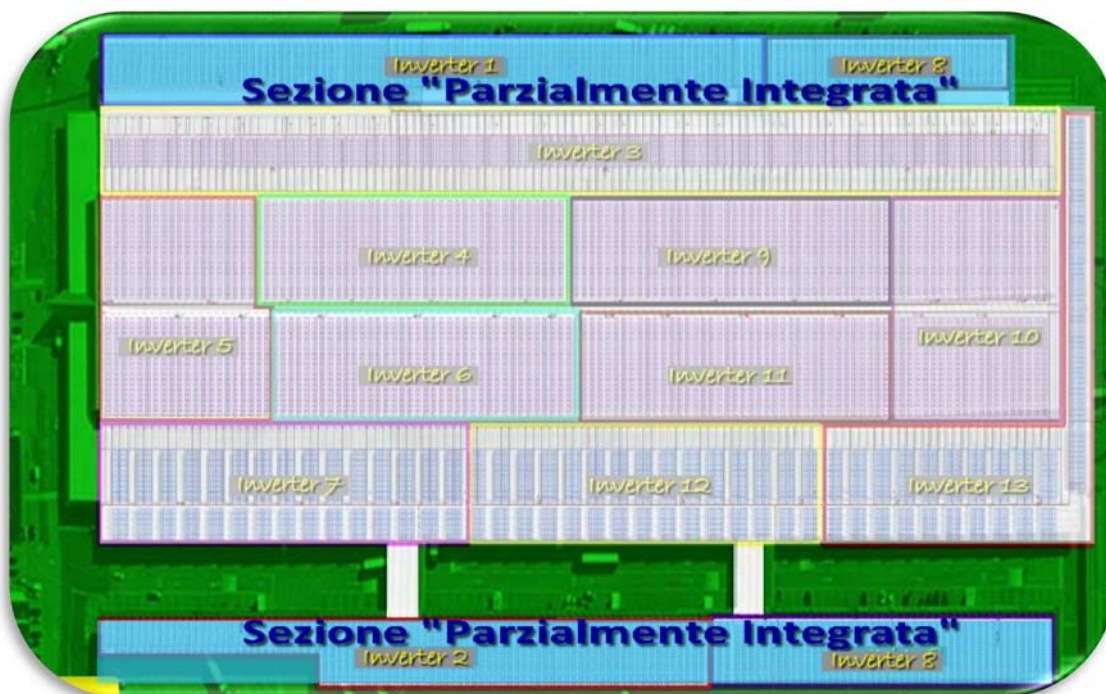 Inverter 1
Inverter 8
Sezione "Parzialmente Integrata"
Inverter 3
Inverter 4
Inverter 9
Inverter 5
Inverter 10
Inverter 6
Inverter 11
Inverter 7
Inverter 12
Inverter 13
Sezione "Parzialmente Integrata"
Inverter 2
Inverter 8